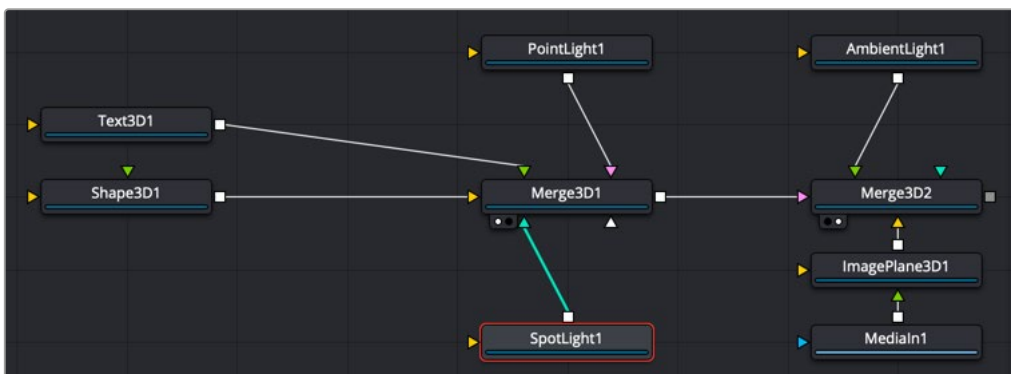 PointLight1
AmbientLight1
Text3D1
Shape3D1
Merge3D1
Merge3D2
ImagePlane3D1
SpotLight1
MediaIn1